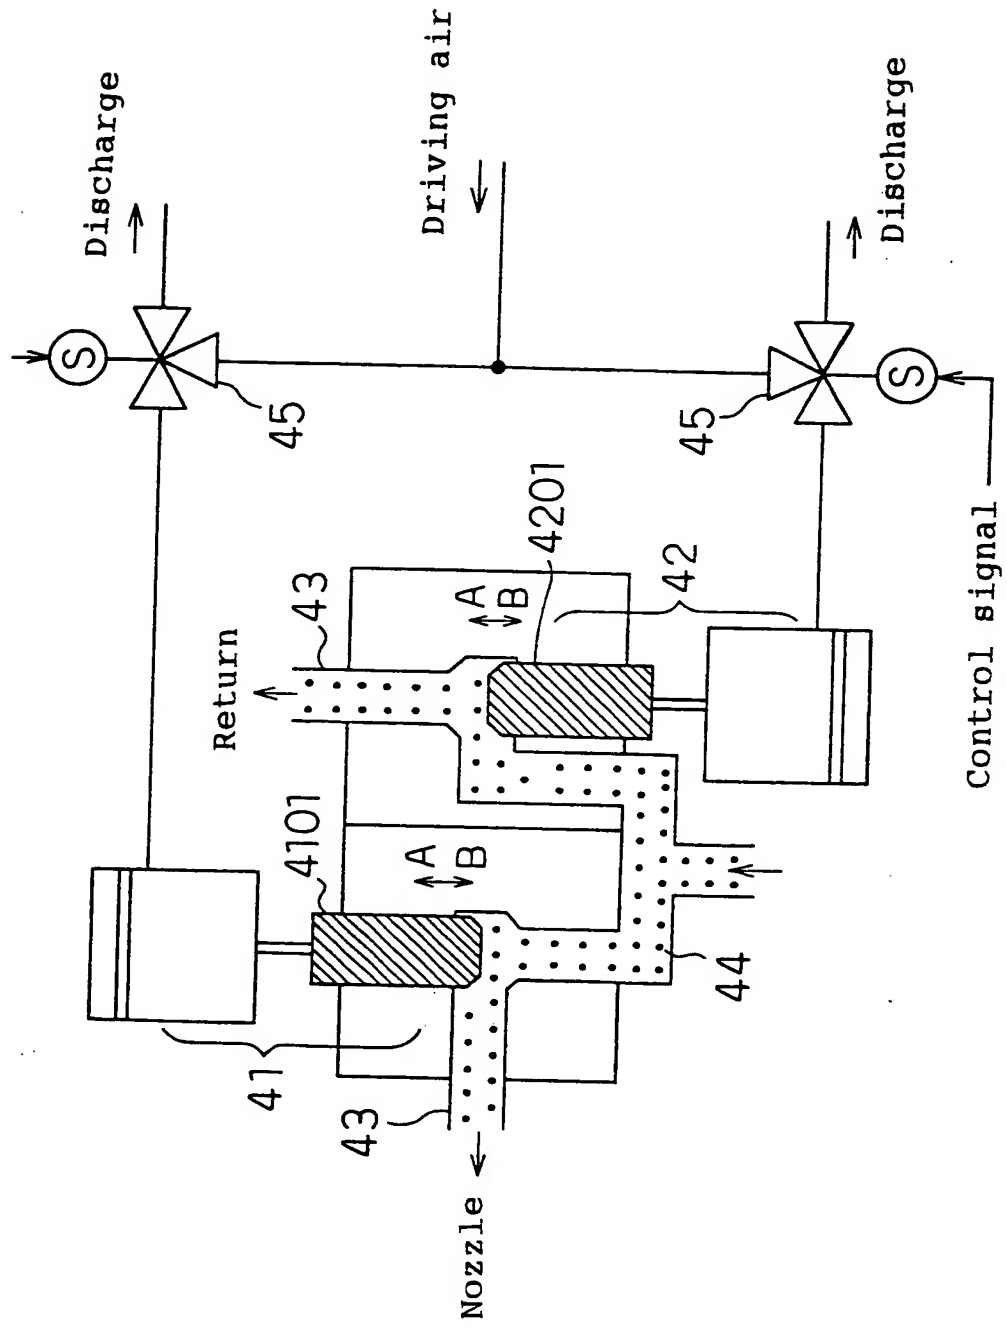 Discharge
Driving air
Discharge
S
S
45
45
4201
43
A
B
42
Return
Control signal
4101
A
B
41
44
43
Nozzle